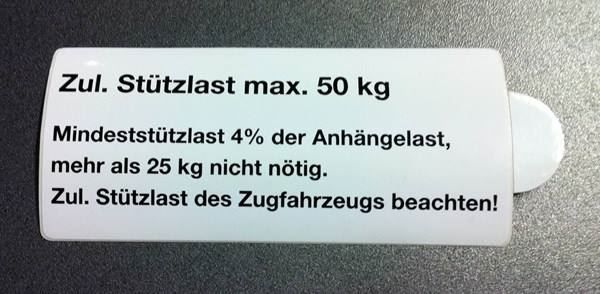 Zul. Stützlast max. 50 kg
Mindeststützlast 4% der Anhängelast,
mehr als 25 kg nicht nötig.
Zul. Stützlast des Zugfahrzeugs beachten!